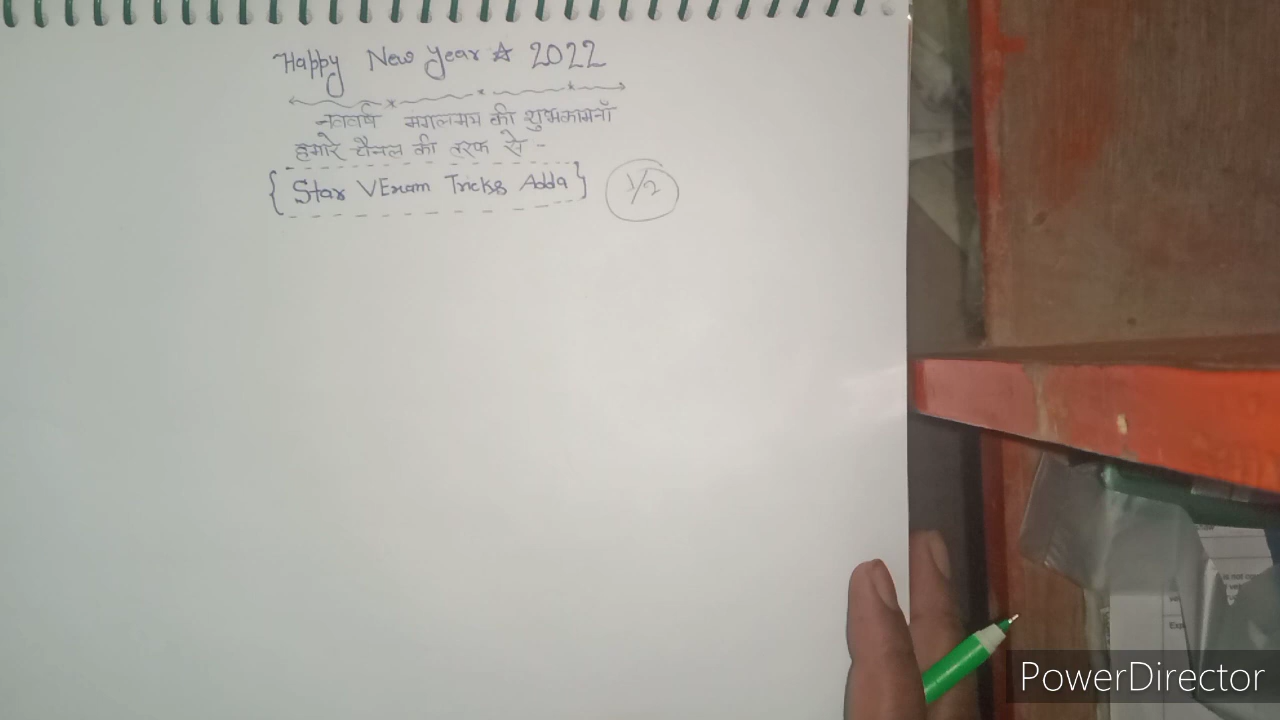 Happy New Year ☆ 2022
नववर्ष मंगलमय की शुभकामनाँ
हमारे चैनल की तरफ से -
{ Star VExam Tricks Adda }
1/2
PowerDirector